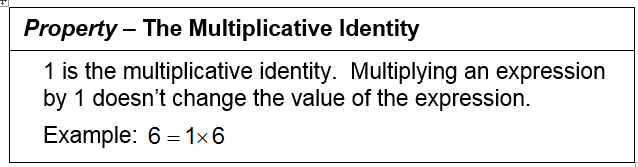 Property – The Multiplicative Identity
1 is the multiplicative identity.  Multiplying an expression
by 1 doesn’t change the value of the expression.
Example:  6 = 1×6